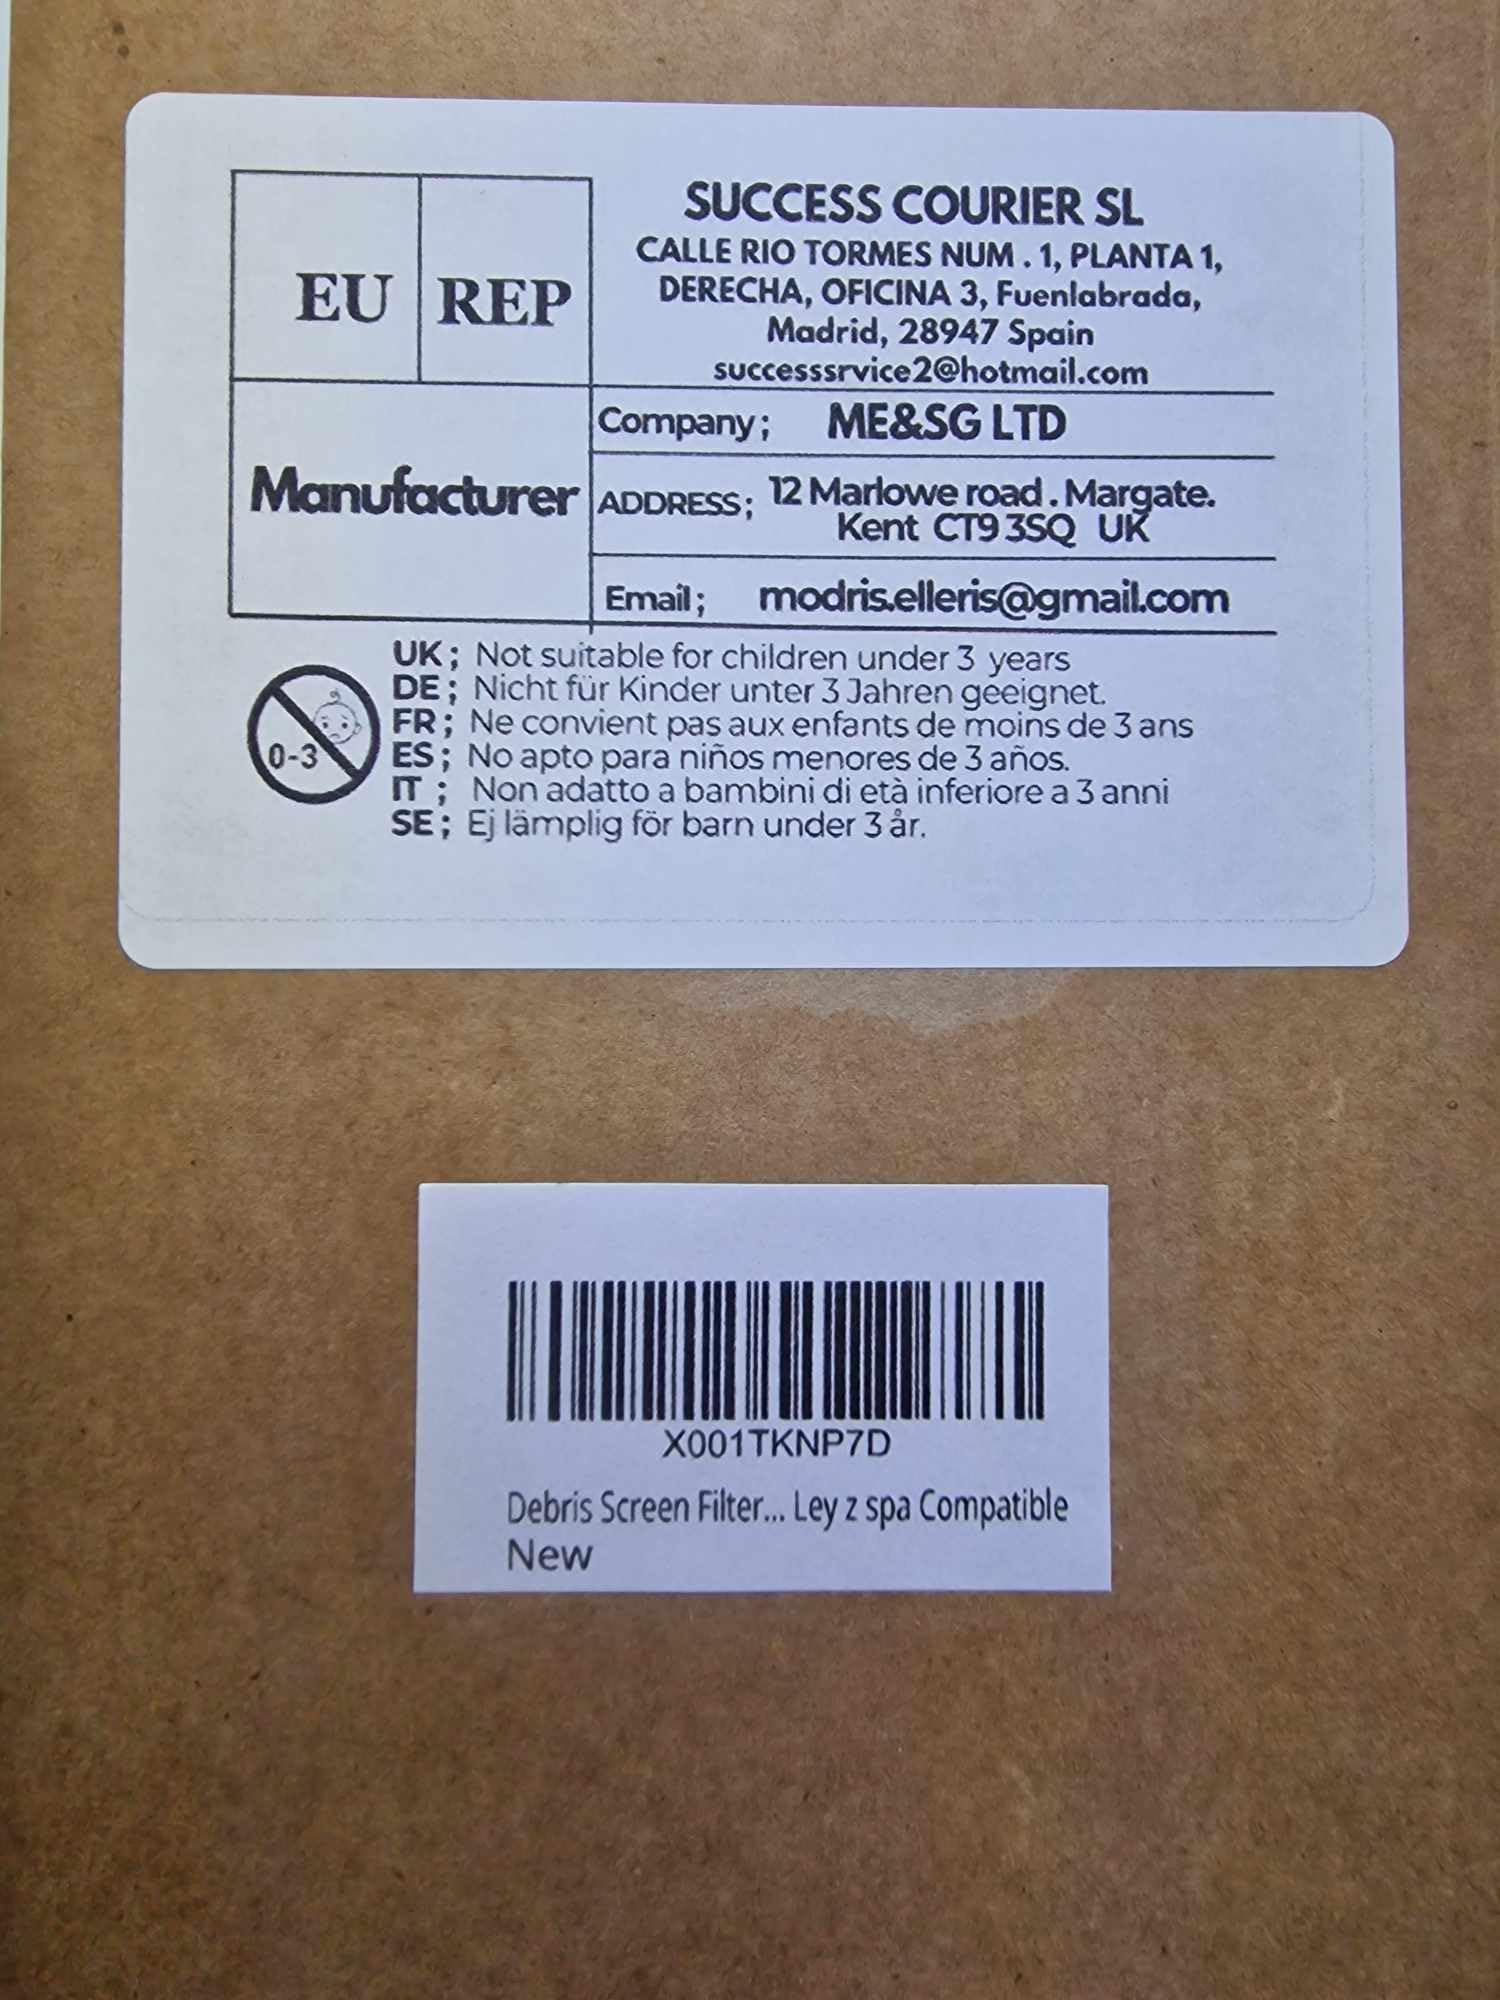 EU REP
SUCCESS COURIER SL
CALLE RIO TORMES NUM . 1, PLANTA 1,
DERECHA, OFICINA 3, Fuenlabrada,
Madrid, 28947 Spain
successsrvice2@hotmail.com
Manufacturer
Company ; ME&SG LTD
ADDRESS ; 12 Marlowe road . Margate.
Kent CT9 3SQ UK
Email ; modris.elleris@gmail.com
0-3
UK ; Not suitable for children under 3 years
DE ; Nicht für Kinder unter 3 Jahren geeignet.
FR ; Ne convient pas aux enfants de moins de 3 ans
ES ; No apto para niños menores de 3 años.
IT ; Non adatto a bambini di età inferiore a 3 anni
SE ; Ej lämplig för barn under 3 år.
X001TKNP7D
Debris Screen Filter... Ley z spa Compatible
New